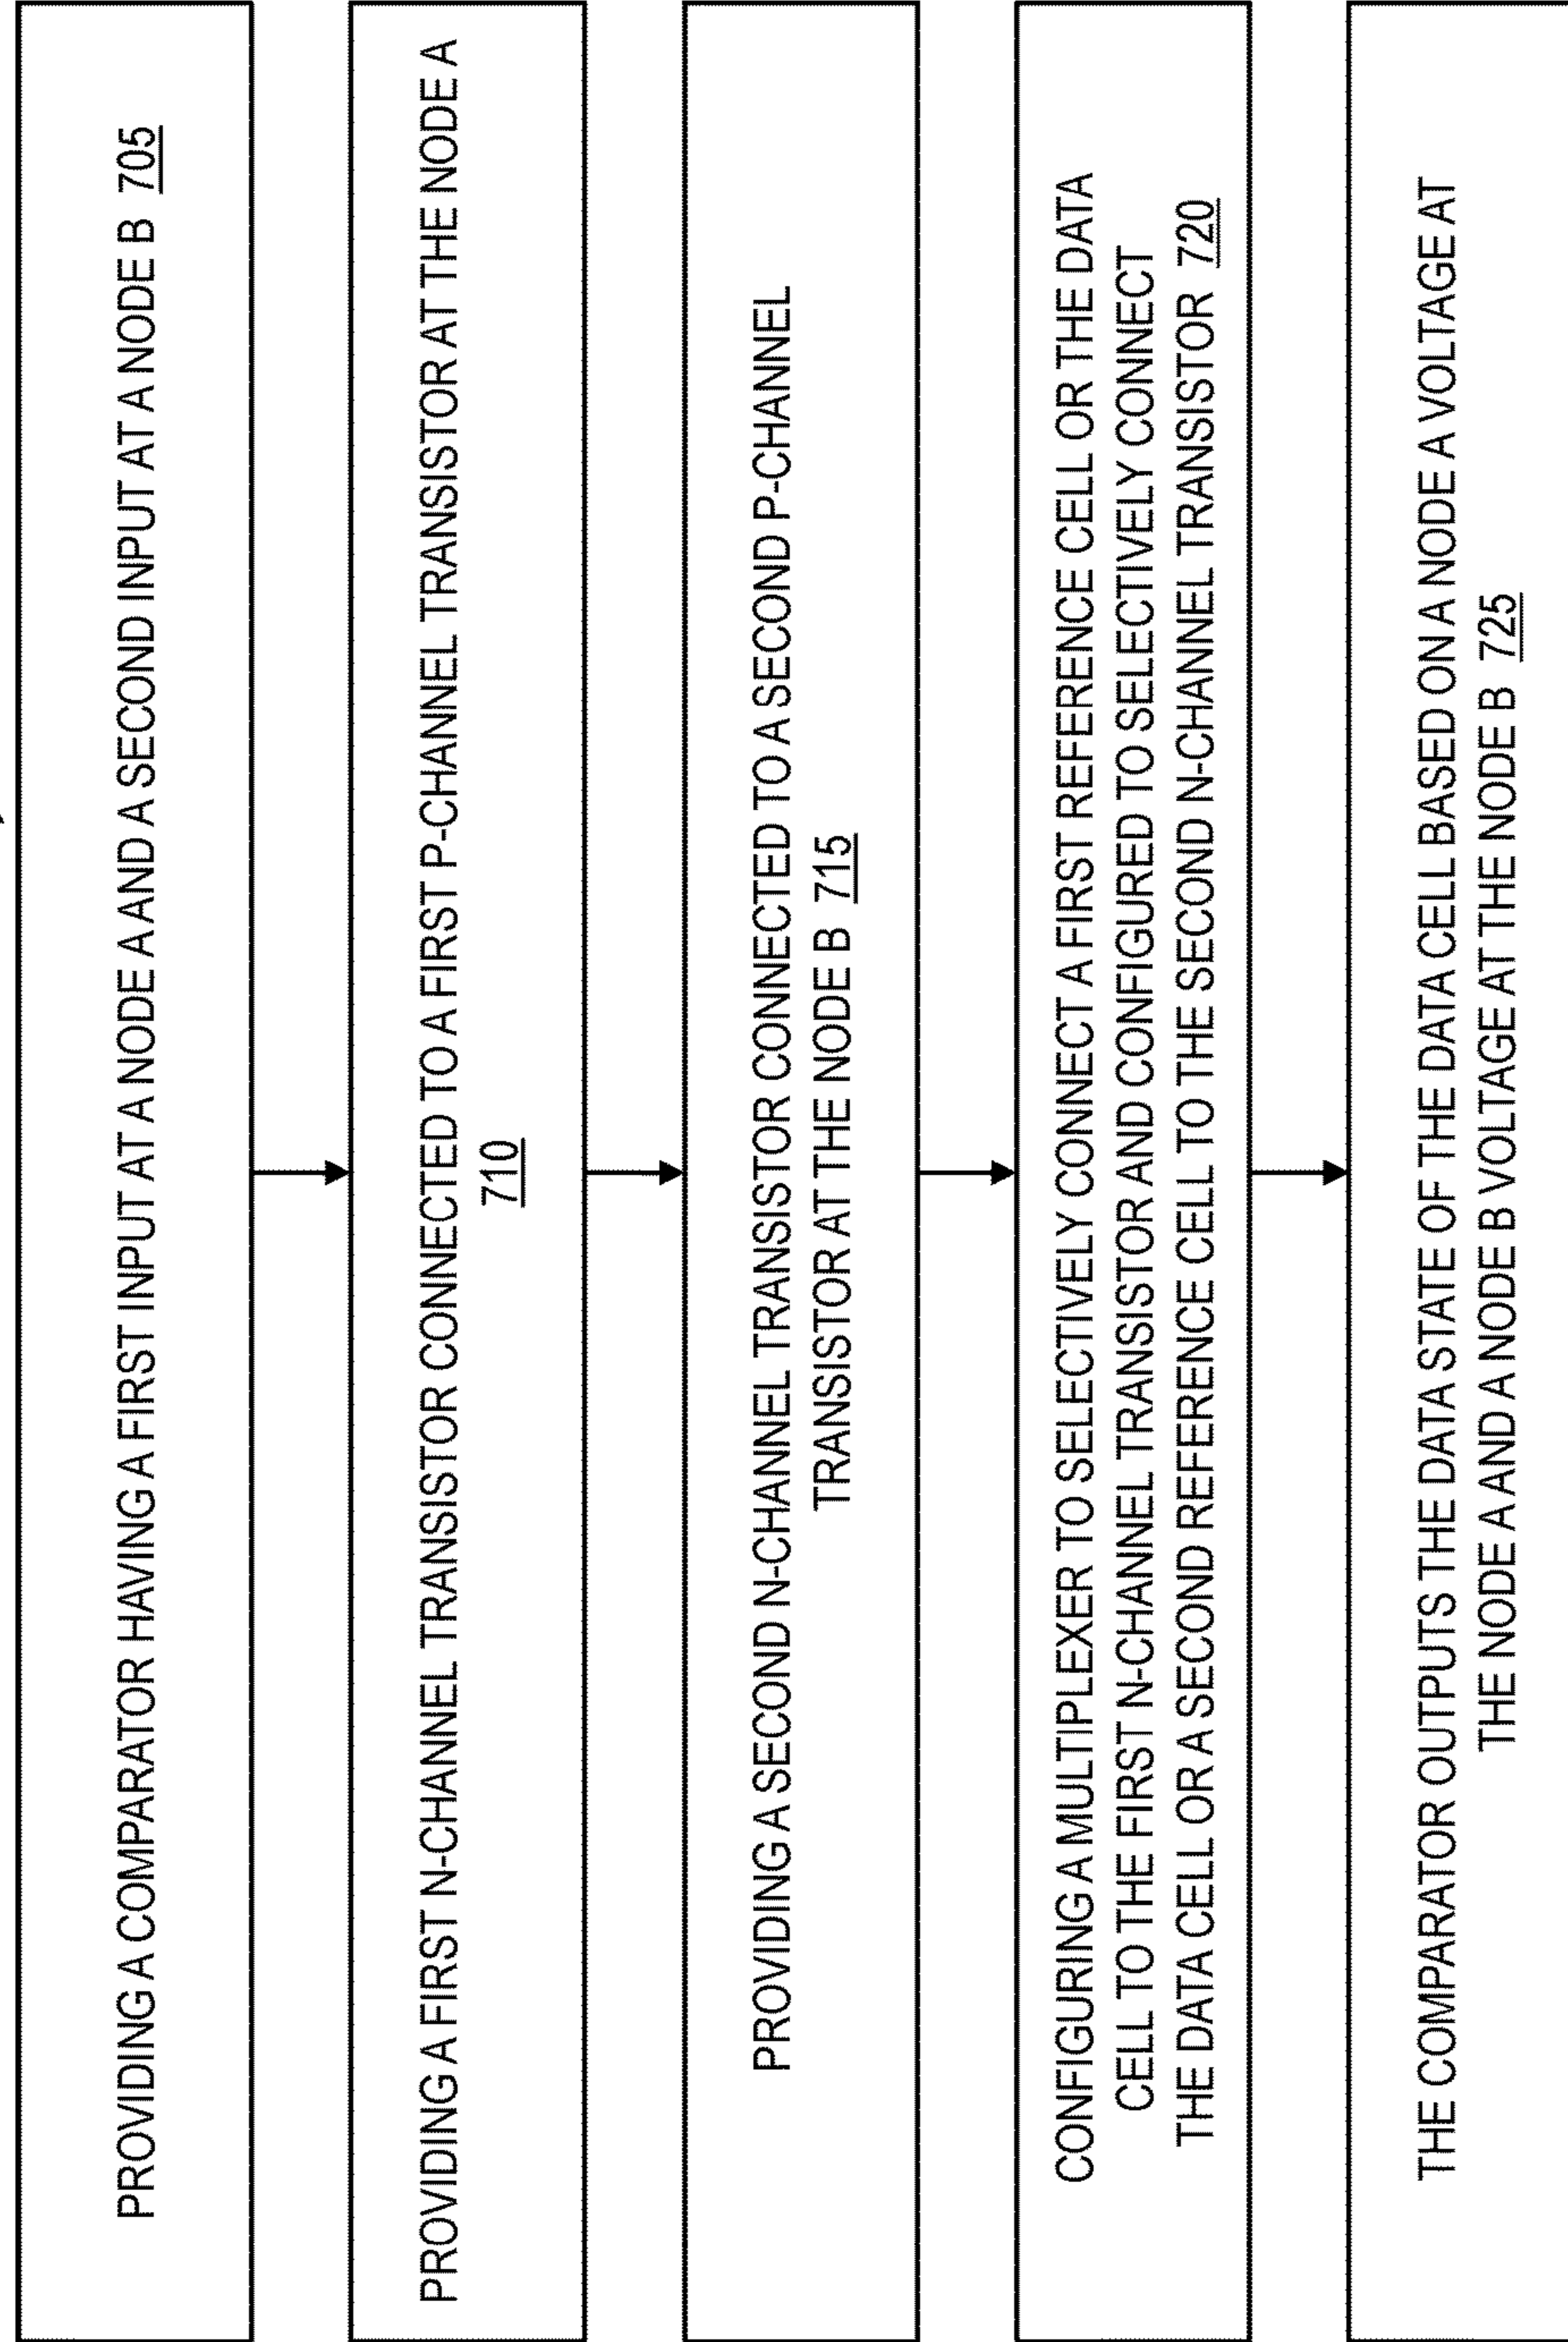 PROVIDING A COMPARATOR HAVING A FIRST INPUT AT A NODE A AND A SECOND INPUT AT A NODE B 705
PROVIDING A FIRST N-CHANNEL TRANSISTOR CONNECTED TO A FIRST P-CHANNEL TRANSISTOR AT THE NODE A
710
PROVIDING A SECOND N-CHANNEL TRANSISTOR CONNECTED TO A SECOND P-CHANNEL
TRANSISTOR AT THE NODE B 715
CONFIGURING A MULTIPLEXER TO SELECTIVELY CONNECT A FIRST REFERENCE CELL OR THE DATA
CELL TO THE FIRST N-CHANNEL TRANSISTOR AND CONFIGURED TO SELECTIVELY CONNECT
THE DATA CELL OR A SECOND REFERENCE CELL TO THE SECOND N-CHANNEL TRANSISTOR 720
THE COMPARATOR OUTPUTS THE DATA STATE OF THE DATA CELL BASED ON A NODE A VOLTAGE AT
THE NODE A AND A NODE B VOLTAGE AT THE NODE B 725